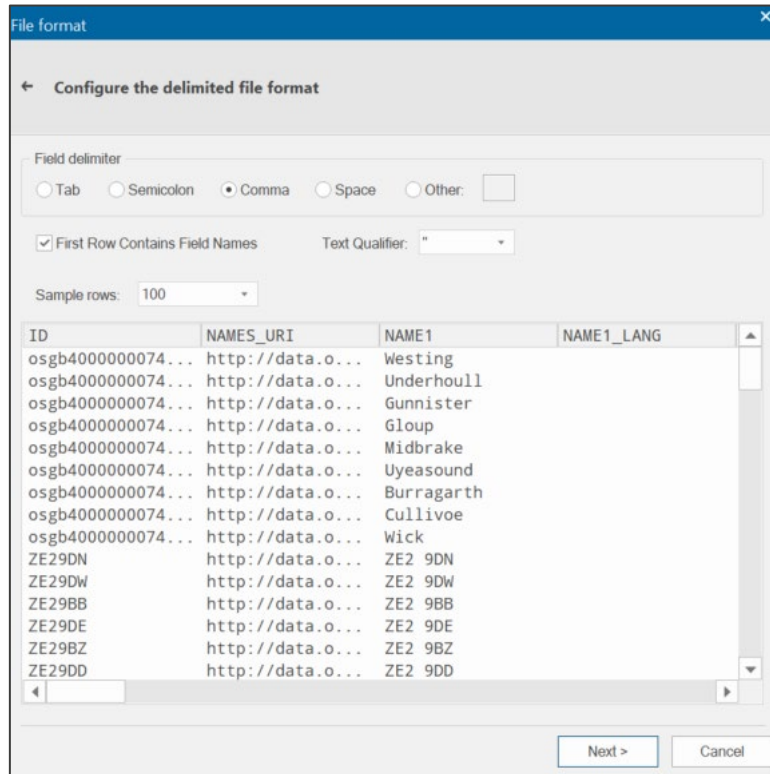 File format
← Configure the delimited file format
Field delimiter
Tab Semicolon Comma Space Other:
First Row Contains Field Names Text Qualifier: "
Sample rows: 100
ID NAMES_URI NAME1 NAME1_LANG
osgb4000000074... http://data.o... Westing
osgb4000000074... http://data.o... Underhoull
osgb4000000074... http://data.o... Gunnister
osgb4000000074... http://data.o... Gloup
osgb4000000074... http://data.o... Midbrake
osgb4000000074... http://data.o... Uyeasound
osgb4000000074... http://data.o... Burragarth
osgb4000000074... http://data.o... Cullivoe
osgb4000000074... http://data.o... Wick
ZE29DN http://data.o... ZE2 9DN
ZE29DW http://data.o... ZE2 9DW
ZE29BB http://data.o... ZE2 9BB
ZE29DE http://data.o... ZE2 9DE
ZE29BZ http://data.o... ZE2 9BZ
ZE29DD http://data.o... ZE2 9DD
Next > Cancel